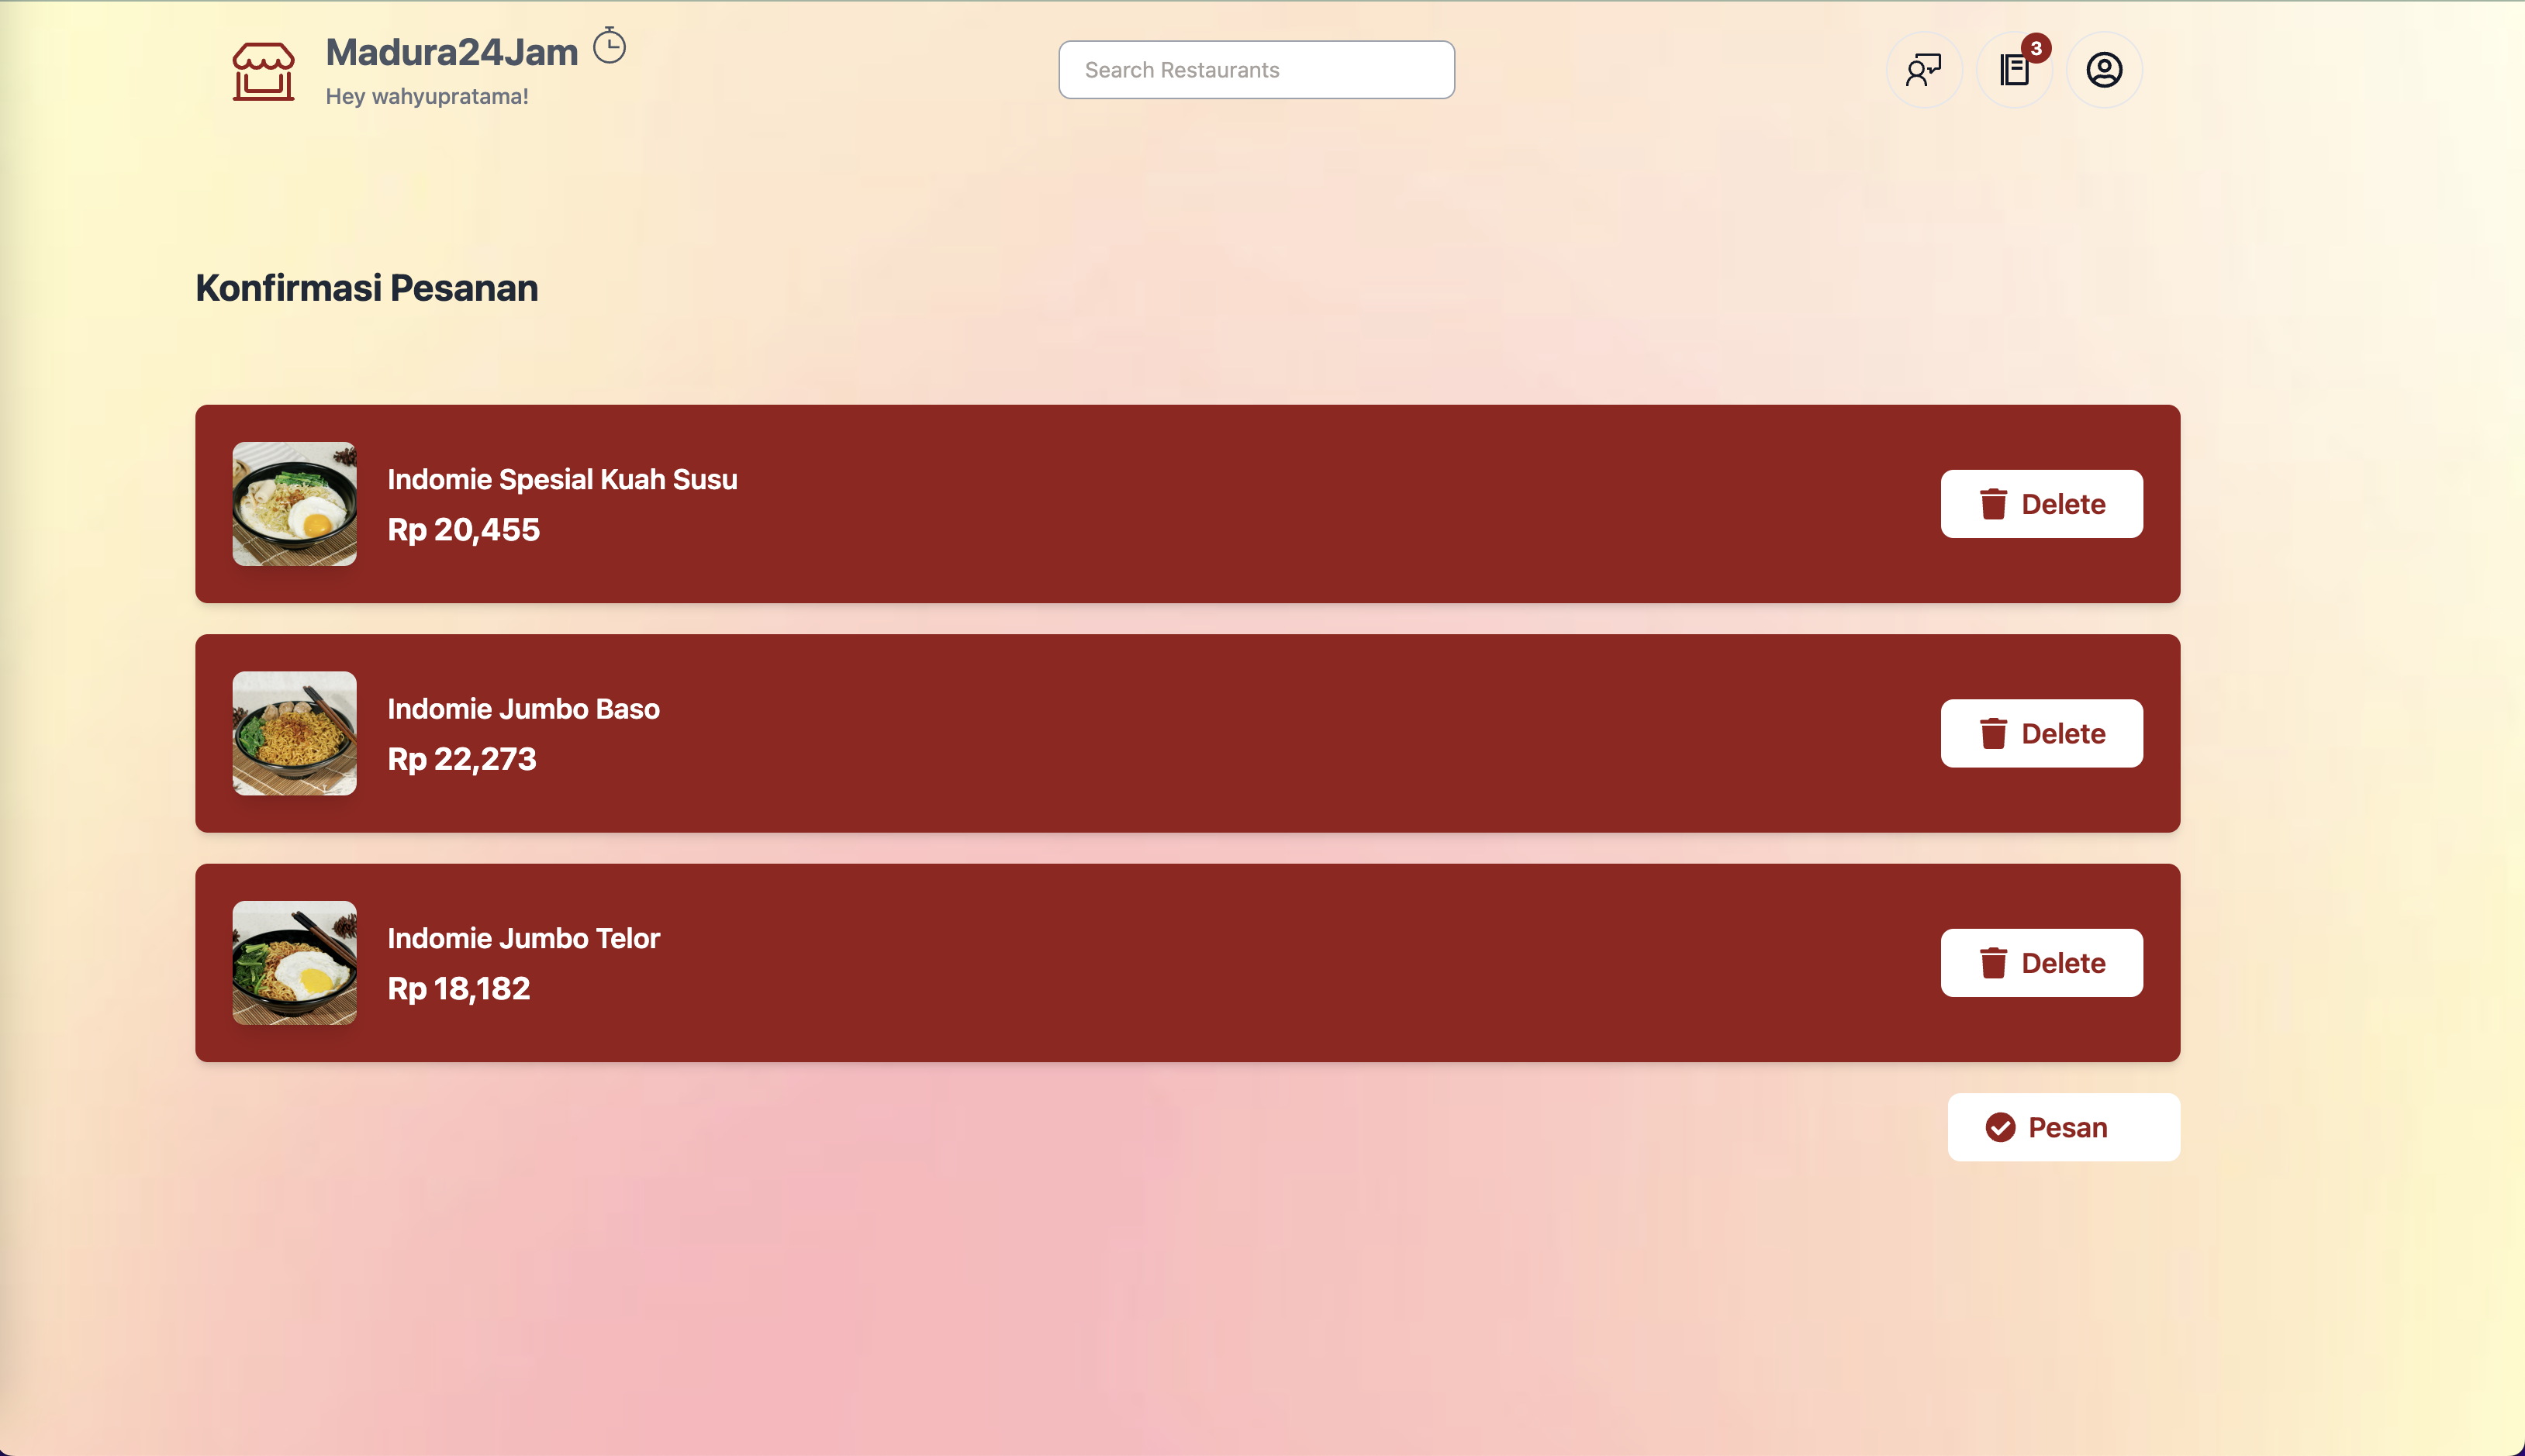 Madura24Jam
Hey wahyupratama!
Search Restaurants
3
Konfirmasi Pesanan
Indomie Spesial Kuah Susu
Rp 20,455
Delete
Indomie Jumbo Baso
Rp 22,273
Delete
Indomie Jumbo Telor
Rp 18,182
Delete
Pesan